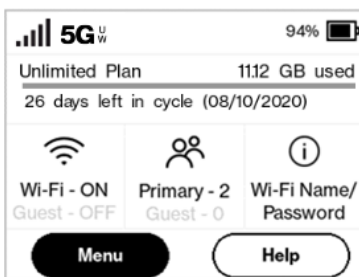 5G UW 94%
Unlimited Plan 11.12 GB used
26 days left in cycle (08/10/2020)
Wi-Fi - ON Primary - 2 Wi-Fi Name/
Guest - OFF Guest - 0 Password
Menu Help